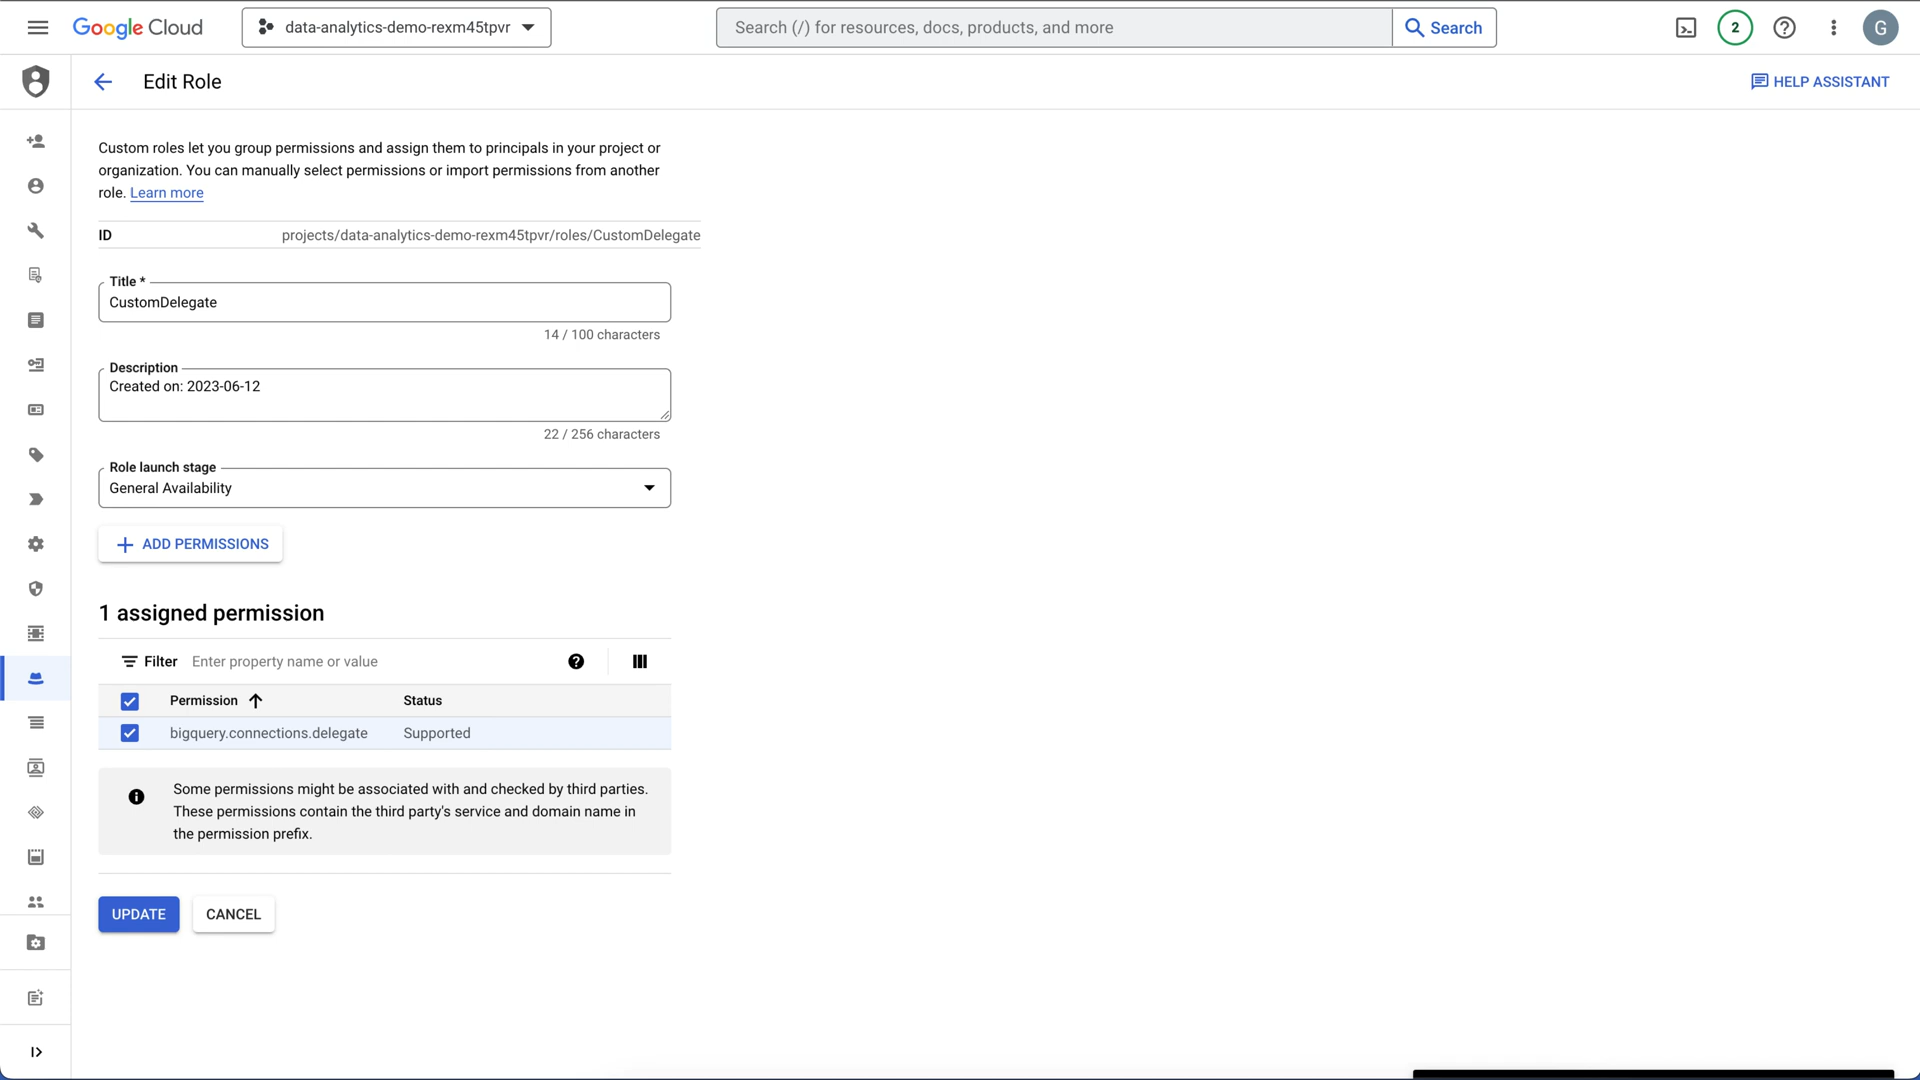 Google Cloud
data-analytics-demo-rexm45tpvr
Search (/) for resources, docs, products, and more
Search
2
G
Edit Role
HELP ASSISTANT
Custom roles let you group permissions and assign them to principals in your project or
organization. You can manually select permissions or import permissions from another
role. Learn more
ID projects/data-analytics-demo-rexm45tpvr/roles/CustomDelegate
Title *
CustomDelegate
14 / 100 characters
Description
Created on: 2023-06-12
22 / 256 characters
Role launch stage
General Availability
ADD PERMISSIONS
1 assigned permission
Filter Enter property name or value
Permission Status
bigquery.connections.delegate Supported
Some permissions might be associated with and checked by third parties.
These permissions contain the third party's service and domain name in
the permission prefix.
UPDATE CANCEL